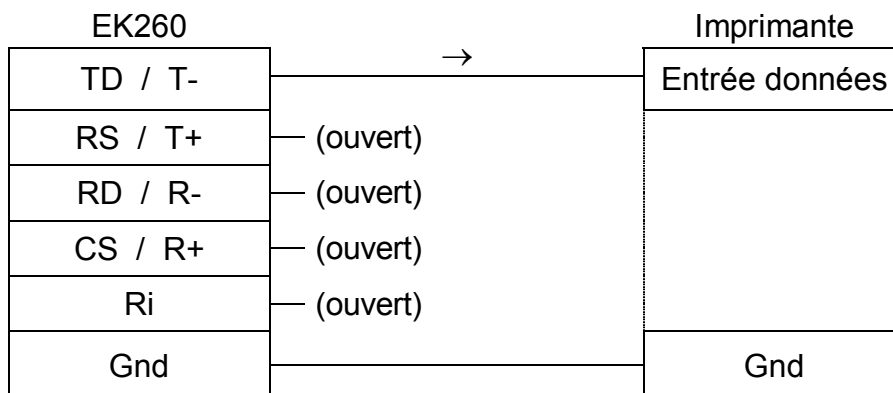 EK260 Imprimante
TD / T- → Entrée données
RS / T+ (ouvert)
RD / R- (ouvert)
CS / R+ (ouvert)
Ri (ouvert)
Gnd Gnd